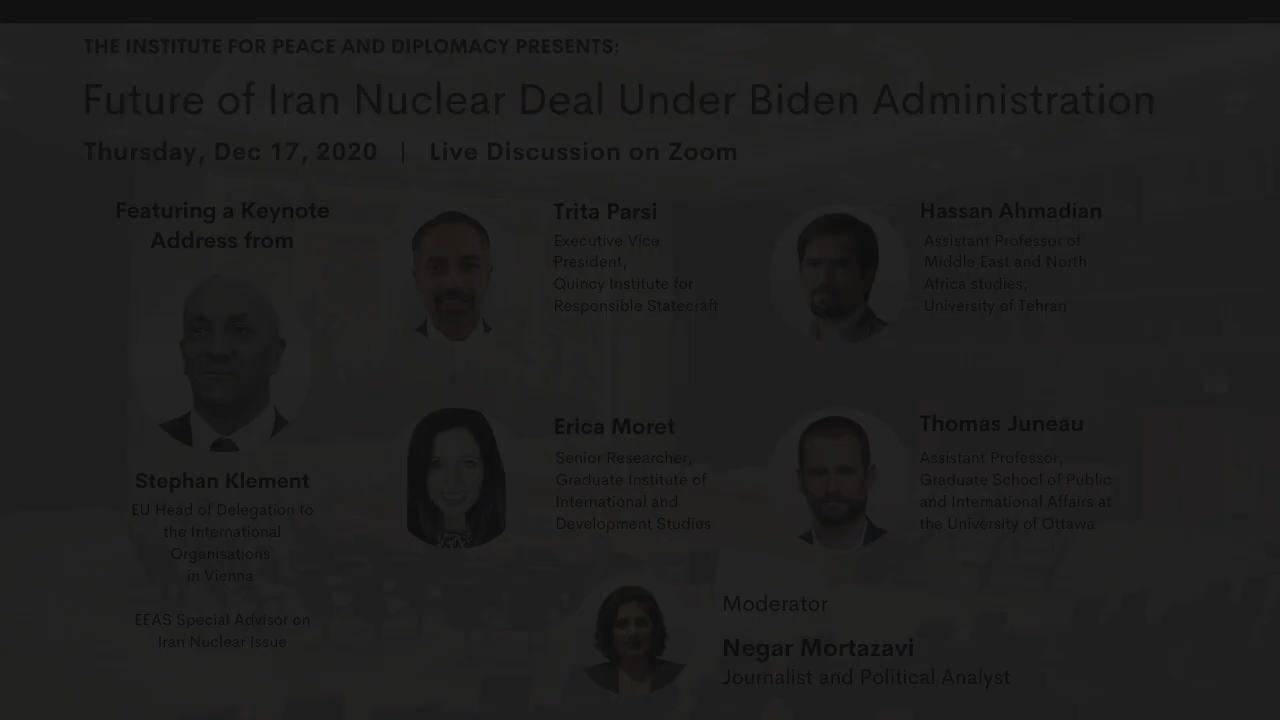 THE INSTITUTE FOR PEACE AND DIPLOMACY PRESENTS:
Future of Iran Nuclear Deal Under Biden Administration
Thursday, Dec 17, 2020 | Live Discussion on Zoom
Featuring a Keynote
Address from
Stephan Klement
EU Head of Delegation to
the International
Organisations
in Vienna
EEAS Special Advisor on
Iran Nuclear Issue
Trita Parsi
Executive Vice
President,
Quincy Institute for
Responsible Statecraft
Hassan Ahmadian
Assistant Professor of
Middle East and North
Africa studies,
University of Tehran
Erica Moret
Senior Researcher,
Graduate Institute of
International and
Development Studies
Thomas Juneau
Assistant Professor,
Graduate School of Public
and International Affairs at
the University of Ottawa
Moderator
Negar Mortazavi
Journalist and Political Analyst